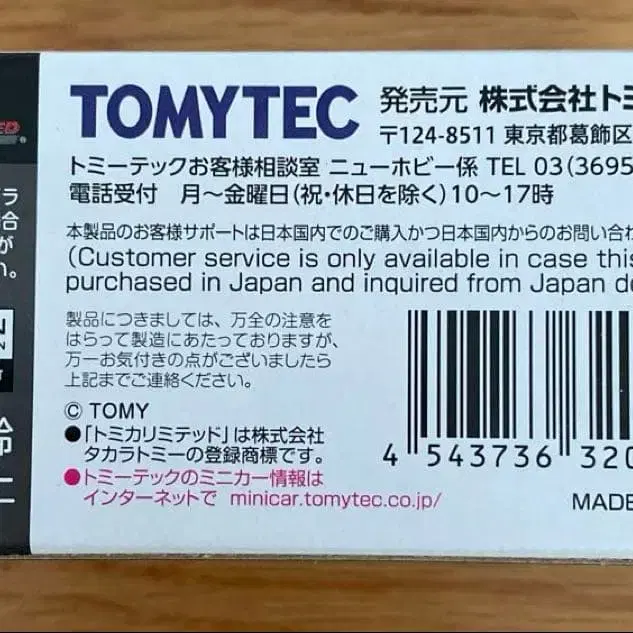 ED
ラ
合
が
い。
TOMYTEC 発売元 株式会社トミ
〒124-8511 東京都葛飾区
トミーテックお客様相談室 ニューホビー係 TEL 03(3695
電話受付　月〜金曜日(祝・休日を除く)10〜17時
本製品のお客様サポートは日本国内でのご購入かつ日本国内からのお問い合わ
(Customer service is only available in case this
purchased in Japan and inquired from Japan de
製品につきましては、万全の注意を
はらって製造にあたっておりますが、
万一お気付きの点がございましたら
上記までご連絡ください。
© TOMY
●「トミカリミテッド」は株式会社
タカラトミーの登録商標です。
●トミーテックのミニカー情報は
インターネットで minicar.tomytec.co.jp/
4 543736 320
MADE